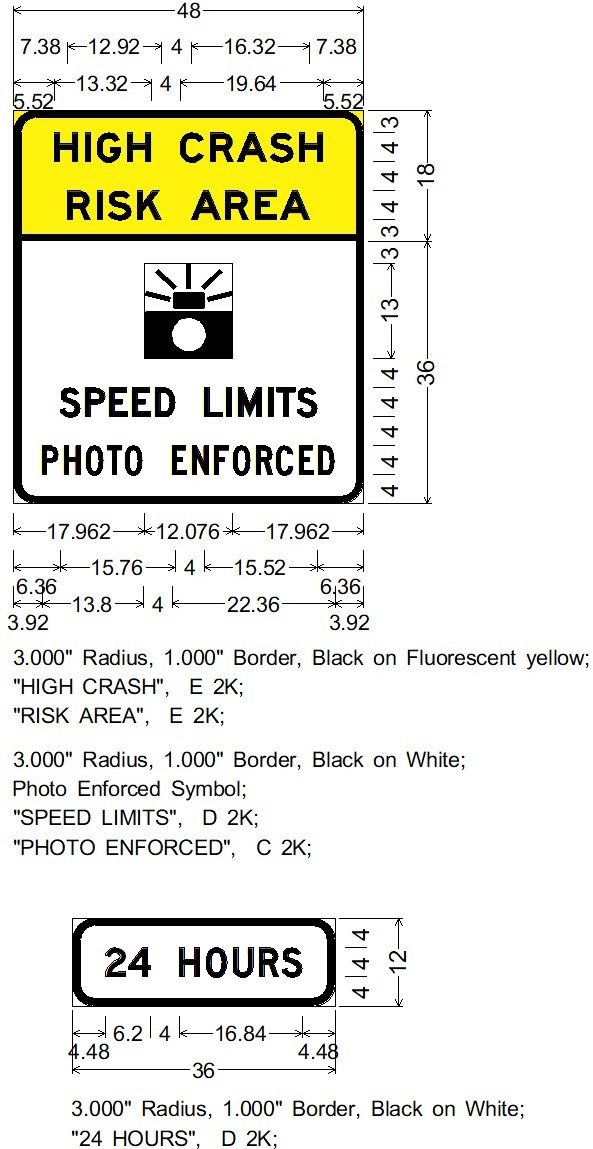 48
7.38 12.92 4 16.32 7.38
13.32 4 19.64
5.52 5.52
HIGH CRASH
RISK AREA
3
4
4
4
3
18
SPEED LIMITS
PHOTO ENFORCED
3
13
4
4
4
4
4
36
17.962 12.076 17.962
15.76 4 15.52
6.36 6.36
13.8 4 22.36
3.92 3.92
3.000" Radius, 1.000" Border, Black on Fluorescent yellow;
"HIGH CRASH", E 2K;
"RISK AREA", E 2K;
3.000" Radius, 1.000" Border, Black on White;
Photo Enforced Symbol;
"SPEED LIMITS", D 2K;
"PHOTO ENFORCED", C 2K;
24 HOURS
4
4
4
12
6.2 4 16.84
4.48 4.48
36
3.000" Radius, 1.000" Border, Black on White;
"24 HOURS", D 2K;